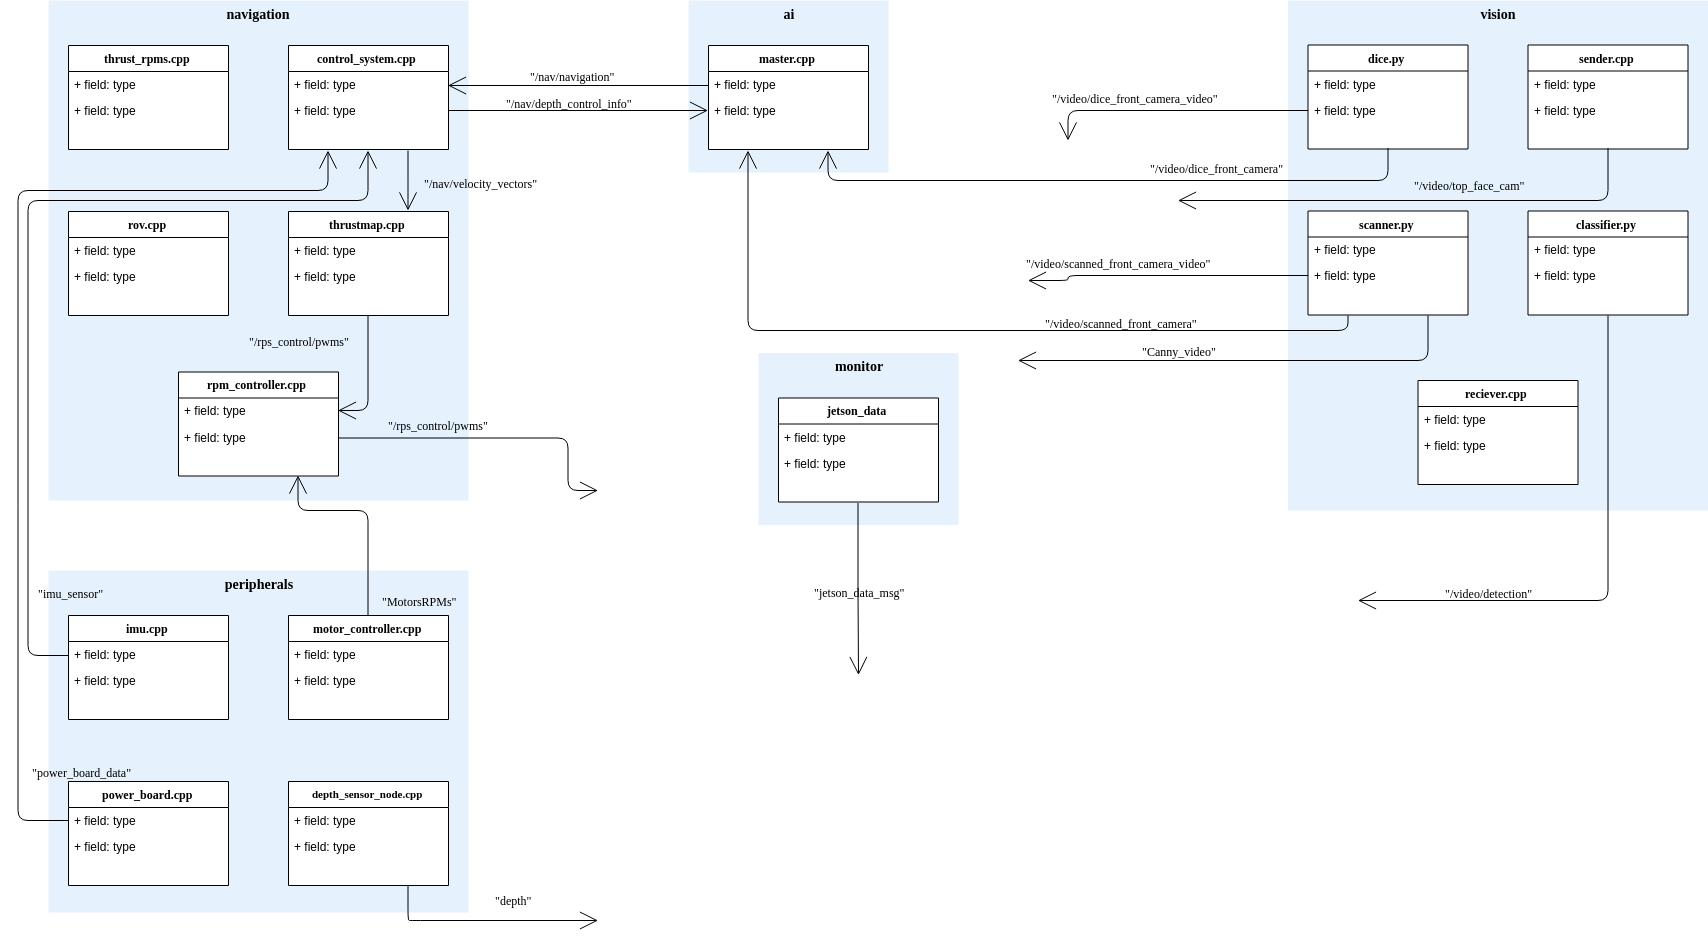 navigation
thrust_rpms.cpp
+ field: type
+ field: type
control_system.cpp
+ field: type
+ field: type
"/nav/navigation"
"/nav/depth_control_info"
"/nav/velocity_vectors"
rov.cpp
+ field: type
+ field: type
thrustmap.cpp
+ field: type
+ field: type
"/rps_control/pwms"
rpm_controller.cpp
+ field: type
+ field: type
"/rps_control/pwms"
ai
master.cpp
+ field: type
+ field: type
vision
dice.py
+ field: type
+ field: type
sender.cpp
+ field: type
+ field: type
"/video/dice_front_camera_video"
"/video/dice_front_camera"
"/video/top_face_cam"
scanner.py
+ field: type
+ field: type
classifier.py
+ field: type
+ field: type
"/video/scanned_front_camera_video"
"/video/scanned_front_camera"
"Canny_video"
reciever.cpp
+ field: type
+ field: type
"/video/detection"
monitor
jetson_data
+ field: type
+ field: type
"jetson_data_msg"
peripherals
"imu_sensor"
"MotorsRPMs"
imu.cpp
+ field: type
+ field: type
motor_controller.cpp
+ field: type
+ field: type
"power_board_data"
power_board.cpp
+ field: type
+ field: type
depth_sensor_node.cpp
+ field: type
+ field: type
"depth"